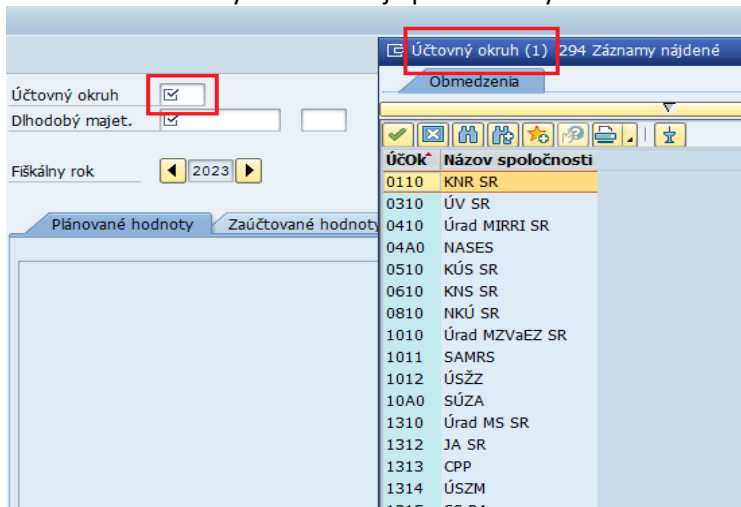 Účtovný okruh (1) 294 Záznamy nájdené
Obmedzenia
Účtovný okruh
Dlhodobý majet.
Fiškálny rok 2023
Plánované hodnoty Zaúčtované hodnoty
ÚčOk Názov spoločnosti
0110 KNR SR
0310 ÚV SR
0410 Úrad MIRRI SR
04A0 NASES
0510 KÚS SR
0610 KNS SR
0810 NKÚ SR
1010 Úrad MZVaEZ SR
1011 SAMRS
1012 ÚSŽZ
10A0 SÚZA
1310 Úrad MS SR
1312 JA SR
1313 CPP
1314 ÚSZM